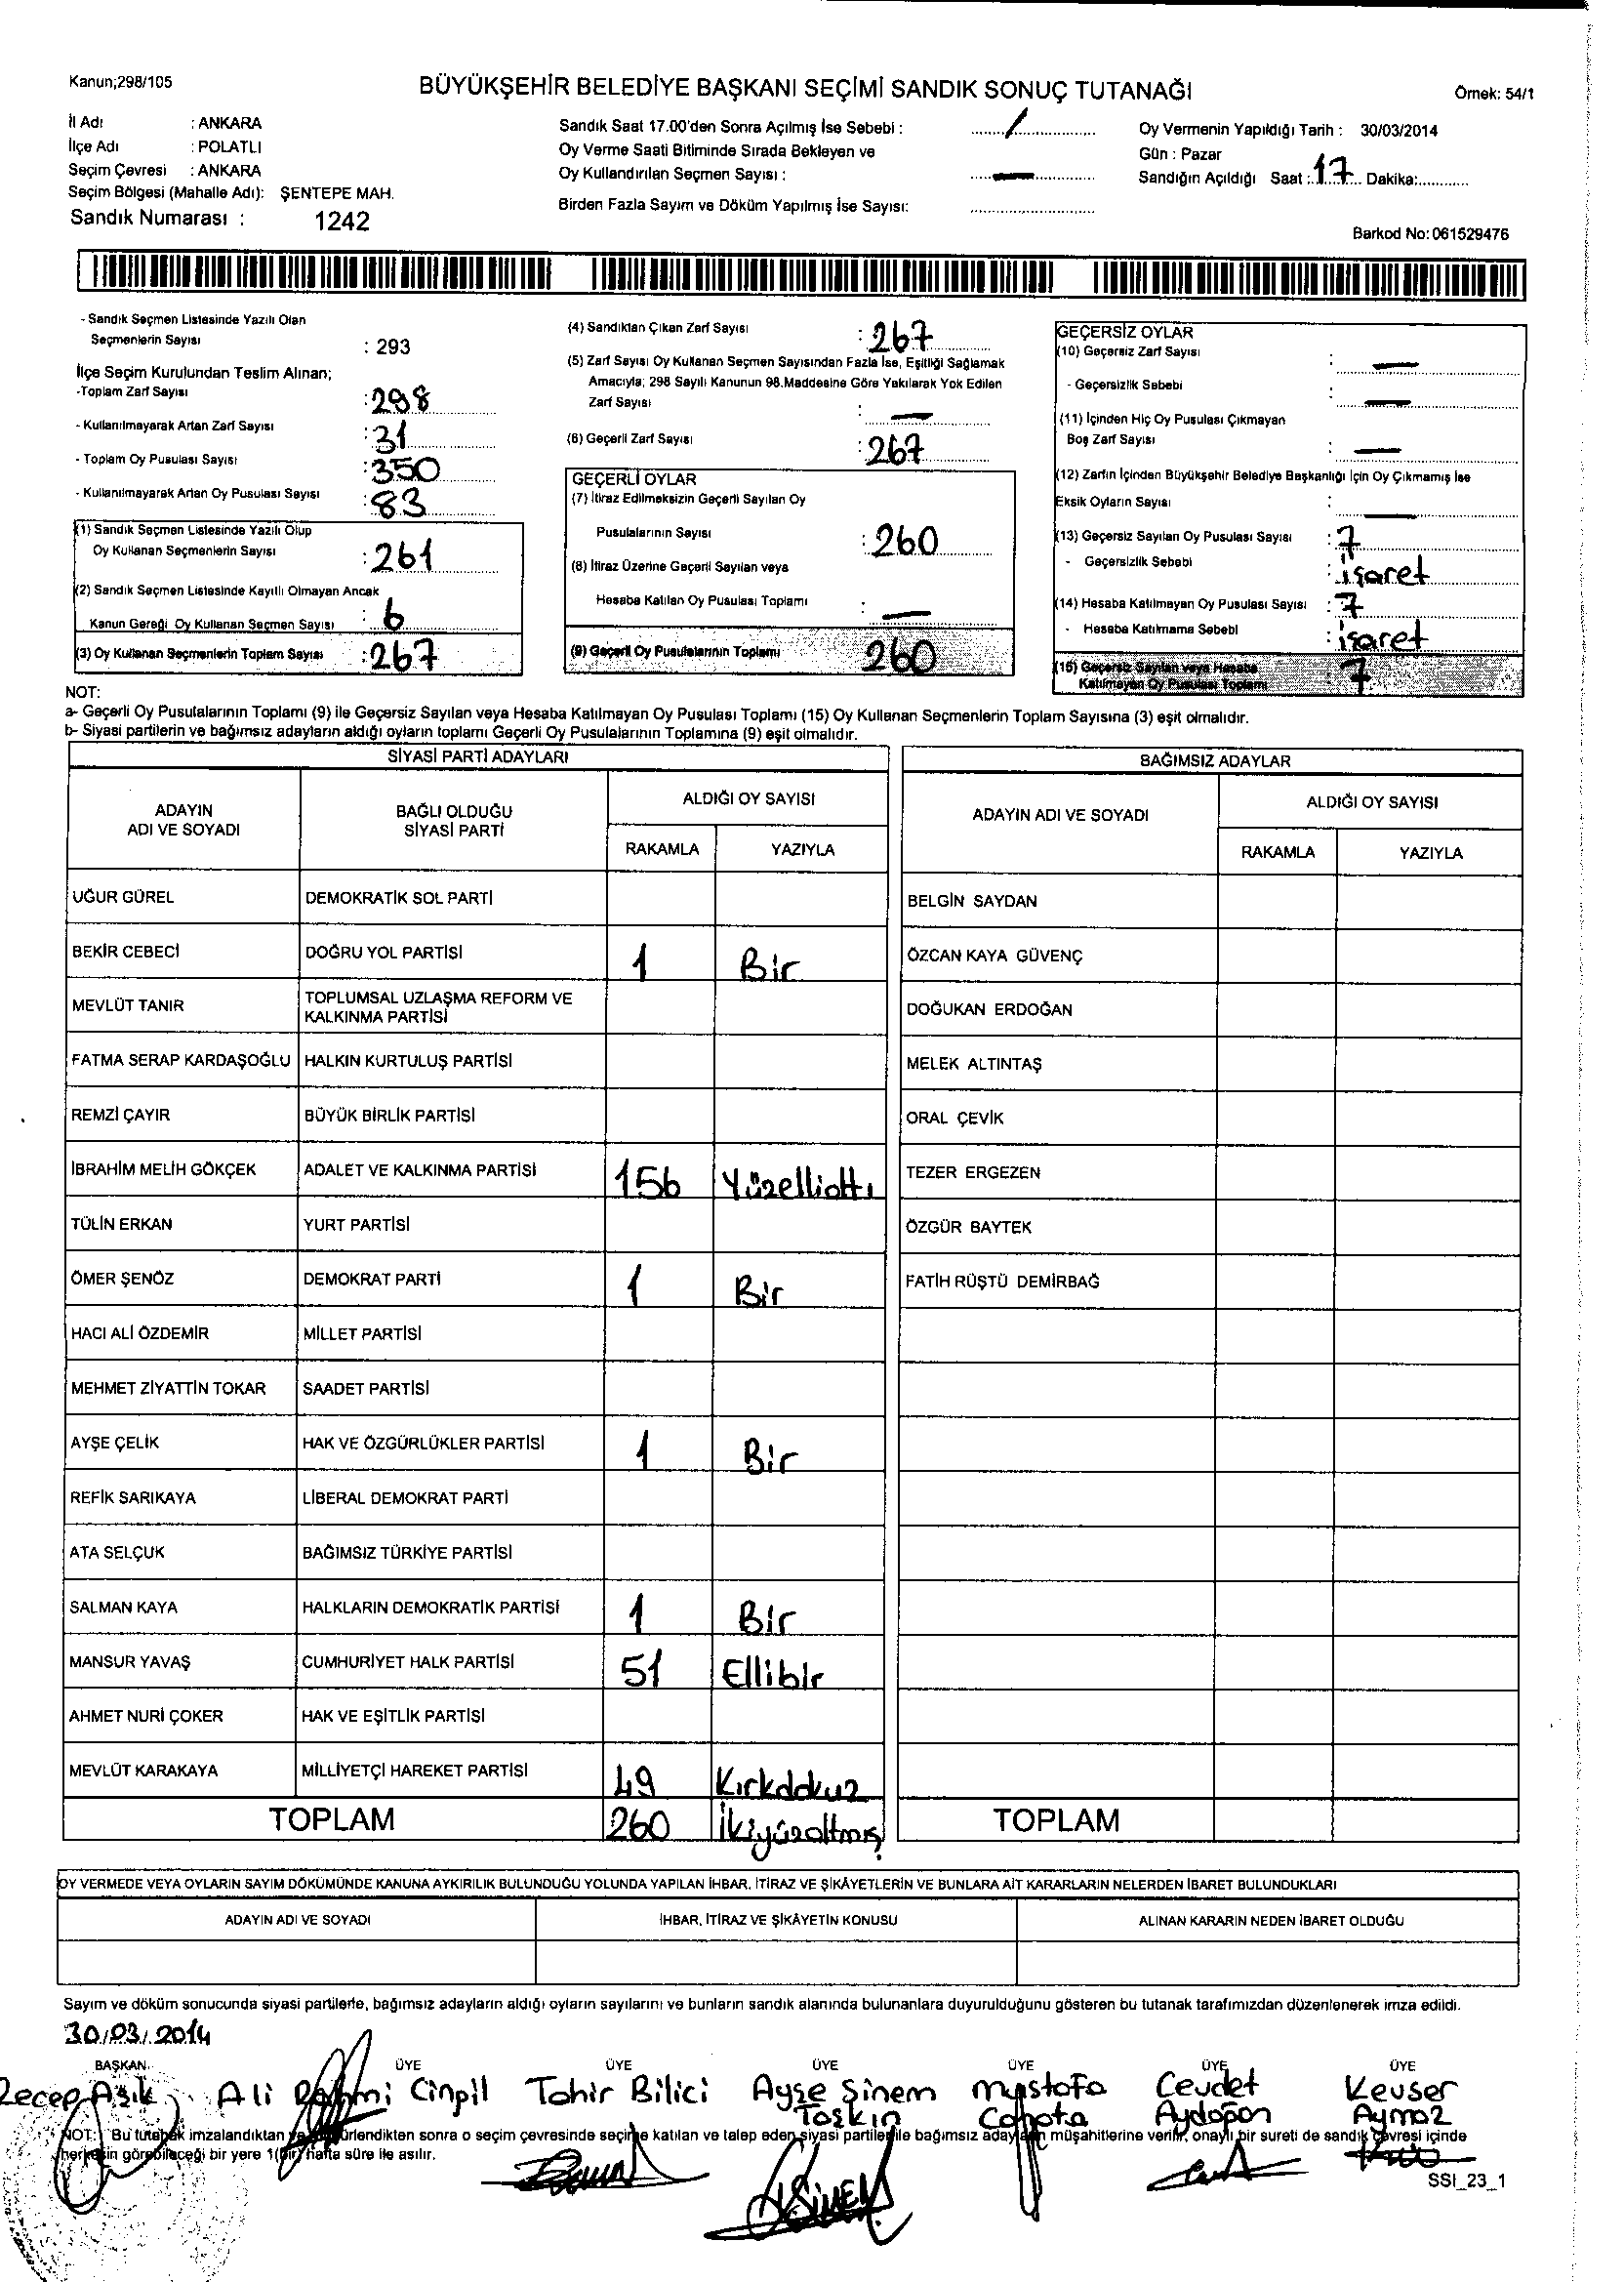 Kanun;298/105
BÜYÜKŞEHİR BELEDİYE BAŞKANI SEÇİMİ SANDIK SONUÇ TUTANAĞI
Örnek: 54/1
İl Adı : ANKARA
İlçe Adı : POLATLI
Seçim Çevresi : ANKARA
Seçim Bölgesi (Mahalle Adı): ŞENTEPE MAH.
Sandık Numarası : 1242
Sandık Saat 17.00'den Sonra Açılmış İse Sebebi : /
Oy Verme Saati Bitiminde Sırada Bekleyen ve
Oy Kullandırılan Seçmen Sayısı : —
Birden Fazla Sayım ve Döküm Yapılmış İse Sayısı:
Oy Vermenin Yapıldığı Tarih : 30/03/2014
Gün : Pazar
Sandığın Açıldığı Saat : 17 Dakika:
Barkod No: 061529476
- Sandık Seçmen Listesinde Yazılı Olan
Seçmenlerin Sayısı : 293
İlçe Seçim Kurulundan Teslim Alınan;
-Toplam Zarf Sayısı : 298
- Kullanılmayarak Artan Zarf Sayısı : 31
- Toplam Oy Pusulası Sayısı : 350
- Kullanılmayarak Artan Oy Pusulası Sayısı : 83
(1) Sandık Seçmen Listesinde Yazılı Olup
Oy Kullanan Seçmenlerin Sayısı : 261
(2) Sandık Seçmen Listesinde Kayıtlı Olmayan Ancak
Kanun Gereği Oy Kullanan Seçmen Sayısı : 6
(3) Oy Kullanan Seçmenlerin Toplam Sayısı : 267
(4) Sandıktan Çıkan Zarf Sayısı : 267
(5) Zarf Sayısı Oy Kullanan Seçmen Sayısından Fazla İse, Eşitliği Sağlamak
Amacıyla; 298 Sayılı Kanunun 98.Maddesine Göre Yakılarak Yok Edilen
Zarf Sayısı : —
(6) Geçerli Zarf Sayısı : 267
GEÇERLİ OYLAR
(7) İtiraz Edilmeksizin Geçerli Sayılan Oy
Pusulalarının Sayısı : 260
(8) İtiraz Üzerine Geçerli Sayılan veya
Hesaba Katılan Oy Pusulası Toplamı : —
(9) Geçerli Oy Pusulalarının Toplamı 260
GEÇERSİZ OYLAR
(10) Geçersiz Zarf Sayısı : —
- Geçersizlik Sebebi : —
(11) İçinden Hiç Oy Pusulası Çıkmayan
Boş Zarf Sayısı : —
(12) Zarfın İçinden Büyükşehir Belediye Başkanlığı İçin Oy Çıkmamış İse
Eksik Oyların Sayısı : —
(13) Geçersiz Sayılan Oy Pusulası Sayısı : 7
- Geçersizlik Sebebi : işaret
(14) Hesaba Katılmayan Oy Pusulası Sayısı : 7
- Hesaba Katılmama Sebebi : işaret
(15) Geçersiz Sayılan veya Hesaba
Katılmayan Oy Pusulası Toplamı 7
NOT:
a- Geçerli Oy Pusulalarının Toplamı (9) ile Geçersiz Sayılan veya Hesaba Katılmayan Oy Pusulası Toplamı (15) Oy Kullanan Seçmenlerin Toplam Sayısına (3) eşit olmalıdır.
b- Siyasi partilerin ve bağımsız adayların aldığı oyların toplamı Geçerli Oy Pusulalarının Toplamına (9) eşit olmalıdır.
SİYASİ PARTİ ADAYLARI
ADAYIN ADI VE SOYADI BAĞLI OLDUĞU SİYASİ PARTİ ALDIĞI OY SAYISI
RAKAMLA YAZIYLA
UĞUR GÜREL DEMOKRATİK SOL PARTİ
BEKİR CEBECİ DOĞRU YOL PARTİSİ 1 Bir
MEVLÜT TANIR TOPLUMSAL UZLAŞMA REFORM VE KALKINMA PARTİSİ
FATMA SERAP KARDAŞOĞLU HALKIN KURTULUŞ PARTİSİ
REMZİ ÇAYIR BÜYÜK BİRLİK PARTİSİ
İBRAHİM MELİH GÖKÇEK ADALET VE KALKINMA PARTİSİ 156 Yüzellialtı
TÜLİN ERKAN YURT PARTİSİ
ÖMER ŞENÖZ DEMOKRAT PARTİ 1 Bir
HACI ALİ ÖZDEMİR MİLLET PARTİSİ
MEHMET ZİYATTİN TOKAR SAADET PARTİSİ
AYŞE ÇELİK HAK VE ÖZGÜRLÜKLER PARTİSİ 1 Bir
REFİK SARIKAYA LİBERAL DEMOKRAT PARTİ
ATA SELÇUK BAĞIMSIZ TÜRKİYE PARTİSİ
SALMAN KAYA HALKLARIN DEMOKRATİK PARTİSİ 1 Bir
MANSUR YAVAŞ CUMHURİYET HALK PARTİSİ 51 Ellibir
AHMET NURİ ÇOKER HAK VE EŞİTLİK PARTİSİ
MEVLÜT KARAKAYA MİLLİYETÇİ HAREKET PARTİSİ 49 Kırkdokuz
TOPLAM 260 İkiyüzaltmış
BAĞIMSIZ ADAYLAR
ADAYIN ADI VE SOYADI ALDIĞI OY SAYISI
RAKAMLA YAZIYLA
BELGİN SAYDAN
ÖZCAN KAYA GÜVENÇ
DOĞUKAN ERDOĞAN
MELEK ALTINTAŞ
ORAL ÇEVİK
TEZER ERGEZEN
ÖZGÜR BAYTEK
FATİH RÜŞTÜ DEMİRBAĞ
TOPLAM
OY VERMEDE VEYA OYLARIN SAYIM DÖKÜMÜNDE KANUNA AYKIRILIK BULUNDUĞU YOLUNDA YAPILAN İHBAR, İTİRAZ VE ŞİKÂYETLERİN VE BUNLARA AİT KARARLARIN NELERDEN İBARET BULUNDUKLARI
ADAYIN ADI VE SOYADI İHBAR, İTİRAZ VE ŞİKÂYETİN KONUSU ALINAN KARARIN NEDEN İBARET OLDUĞU
Sayım ve döküm sonucunda siyasi partilerle, bağımsız adayların aldığı oyların sayılarını ve bunların sandık alanında bulunanlara duyurulduğunu gösteren bu tutanak tarafımızdan düzenlenerek imza edildi.
30/03/2014
BAŞKAN ÜYE ÜYE ÜYE ÜYE ÜYE ÜYE
Recep Aşık Ali Rahmi Cinpil Tahir Bilici Ayşe Sinem Mustafa Cevdet Kevser
Taşkın Aydoğan Aymaz
NOT: Bu tutanak imzalandıktan ve sonra o seçim çevresinde seçime katılan ve talep eden siyasi partiler ile bağımsız adayların müşahitlerine verilir, onaylı bir sureti de sandık çevresi içinde
herkesin görebileceği bir yere 1(bir) hafta süre ile asılır.
SİNEM
SSI_23_1